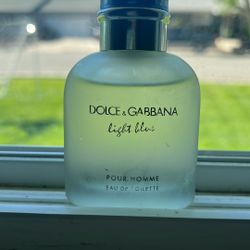 DOLCE & GABBANA
light blue
POUR HOMME
EAU DE TOILETTE